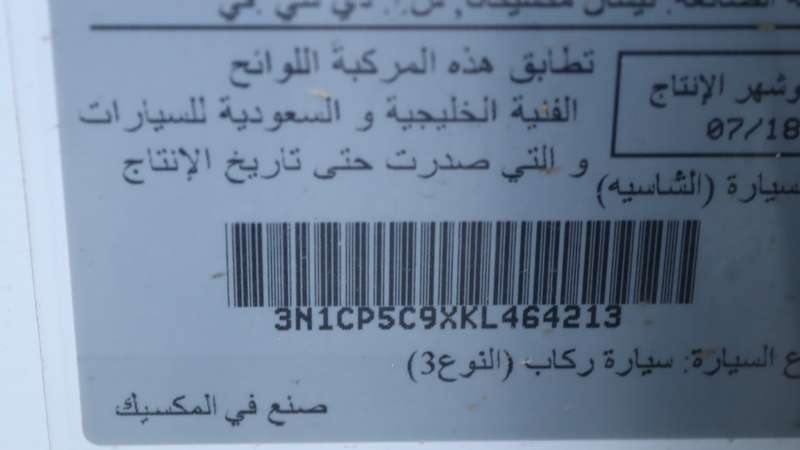 تطابق هذه المركبة اللوائح
الفنية الخليجية و السعودية للسيارات
و التي صدرت حتى تاريخ الإنتاج
وشهر الإنتاج
07/18
سيارة (الشاسيه)
3N1CP5C9XKL464213
ع السيارة: سيارة ركاب (النوع3)
صنع في المكسيك